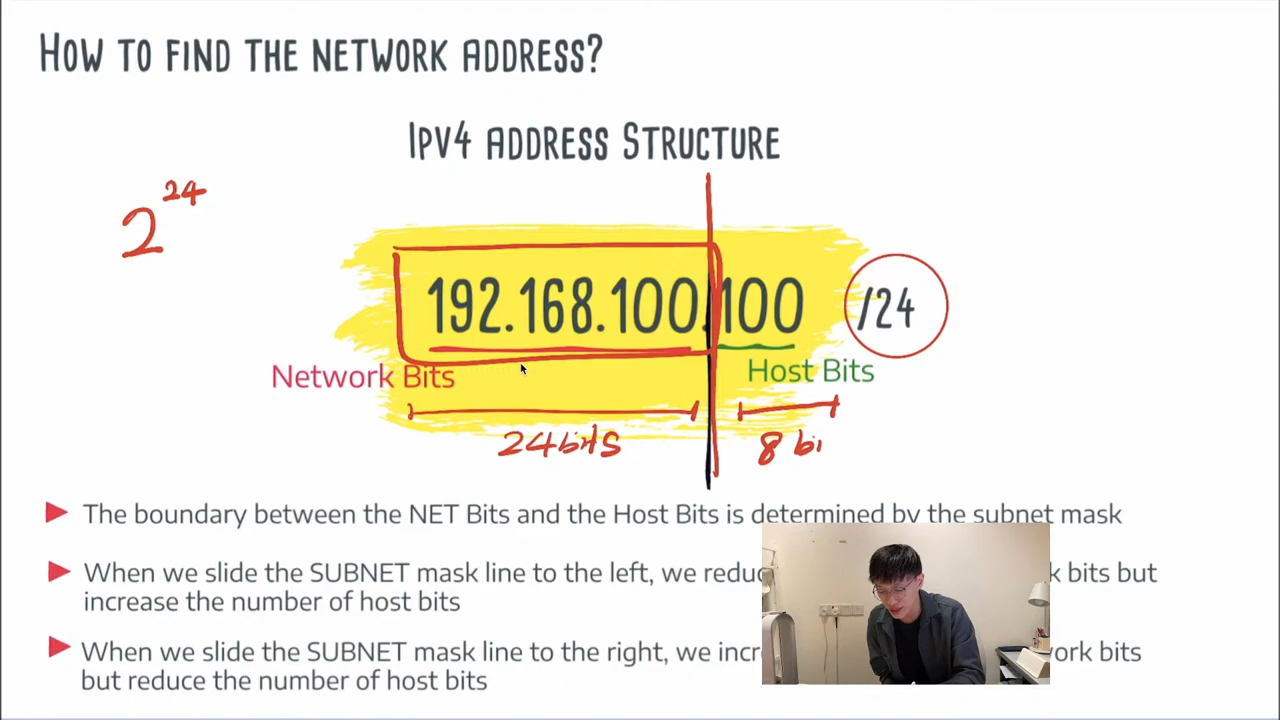 HOW TO FIND THE NETWORK ADDRESS?
IPV4 ADDRESS STRUCTURE
2^24
192.168.100.100 /24
Network Bits
Host Bits
24 bits
8 bi
The boundary between the NET Bits and the Host Bits is determined by the subnet mask
When we slide the SUBNET mask line to the left, we reduc k bits but
increase the number of host bits
When we slide the SUBNET mask line to the right, we incr ork bits
but reduce the number of host bits